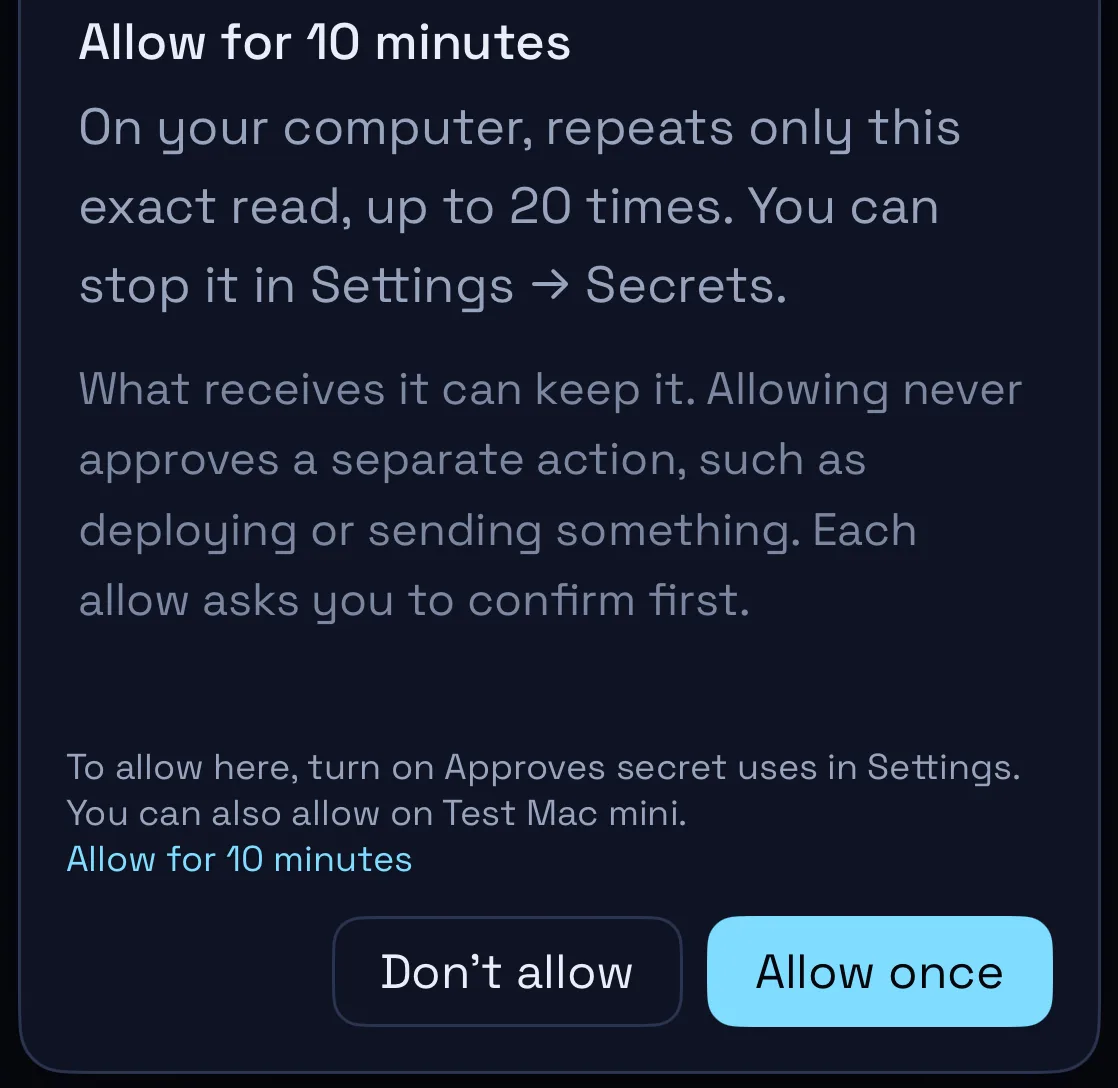 Allow for 10 minutes
On your computer, repeats only this
exact read, up to 20 times. You can
stop it in Settings → Secrets.
What receives it can keep it. Allowing never
approves a separate action, such as
deploying or sending something. Each
allow asks you to confirm first.
To allow here, turn on Approves secret uses in Settings.
You can also allow on Test Mac mini.
Allow for 10 minutes
Don’t allow
Allow once